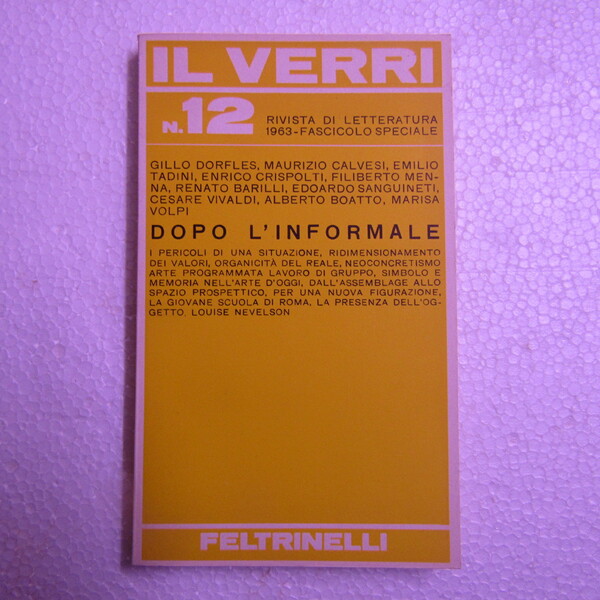 IL VERRI
N. 12
RIVISTA DI LETTERATURA
1963-FASCICOLO SPECIALE
GILLO DORFLES, MAURIZIO CALVESI, EMILIO
TADINI, ENRICO CRISPOLTI, FILIBERTO MEN-
NA, RENATO BARILLI, EDOARDO SANGUINETI,
CESARE VIVALDI, ALBERTO BOATTO, MARISA
VOLPI
DOPO L'INFORMALE
I PERICOLI DI UNA SITUAZIONE, RIDIMENSIONAMENTO
DEI VALORI, ORGANICITÀ DEL REALE, NEOCONCRETISMO
ARTE PROGRAMMATA LAVORO DI GRUPPO, SIMBOLO E
MEMORIA NELL'ARTE D'OGGI, DALL'ASSEMBLAGE ALLO
SPAZIO PROSPETTICO, PER UNA NUOVA FIGURAZIONE,
LA GIOVANE SCUOLA DI ROMA, LA PRESENZA DELL'OG-
GETTO, LOUISE NEVELSON
FELTRINELLI